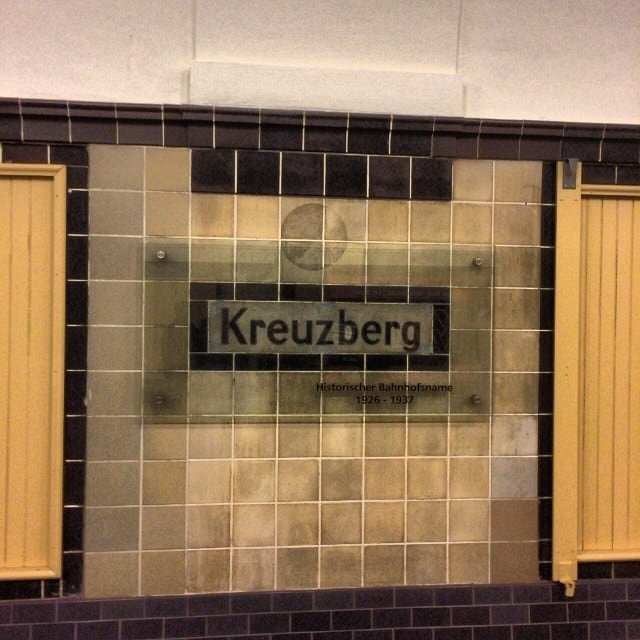 Kreuzberg
Historischer Bahnhofsname
1926 - 1937